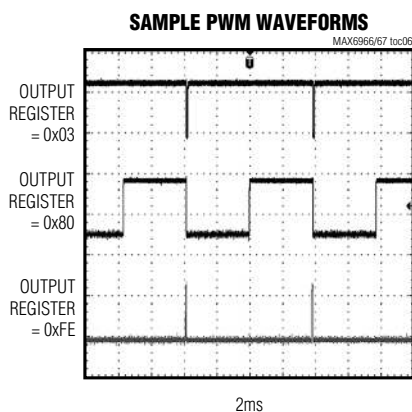 SAMPLE PWM WAVEFORMS
MAX6966/67 toc06
T
OUTPUT
REGISTER
= 0x03
OUTPUT
REGISTER
= 0x80
OUTPUT
REGISTER
= 0xFE
2ms